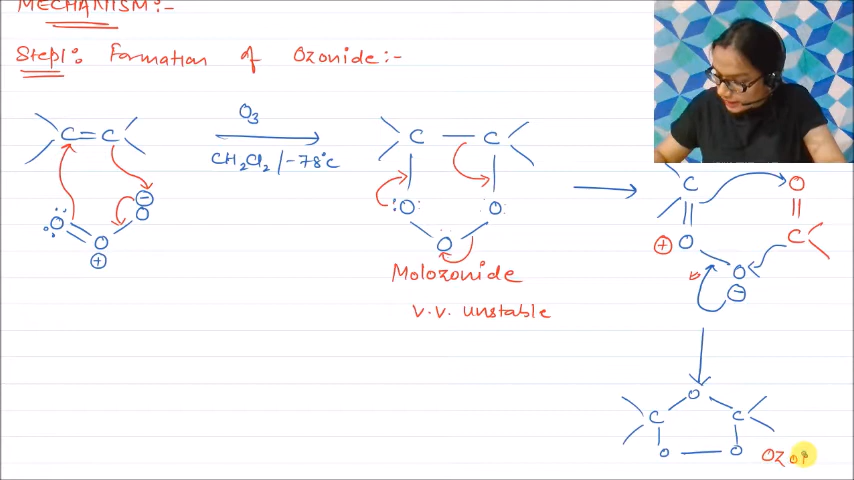 MECHANISM:-
Step1: Formation of Ozonide:-
O3
CH2Cl2 / -78°C
C=C
C — C
C
O
O
O
⊖
O
⊕
:O:
O:
O
⊕ O
C
O
⊖
Molozonide
v.v. unstable
O
C
C
O — O